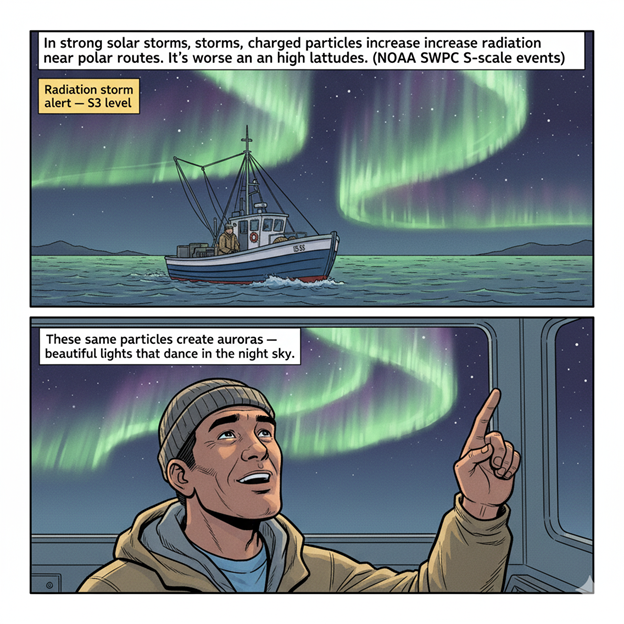 In strong solar storms, storms, charged particles increase increase radiation
near polar routes. It's worse an an high lattudes. (NOAA SWPC S-scale events)
Radiation storm
alert — S3 level
These same particles create auroras —
beautiful lights that dance in the night sky.